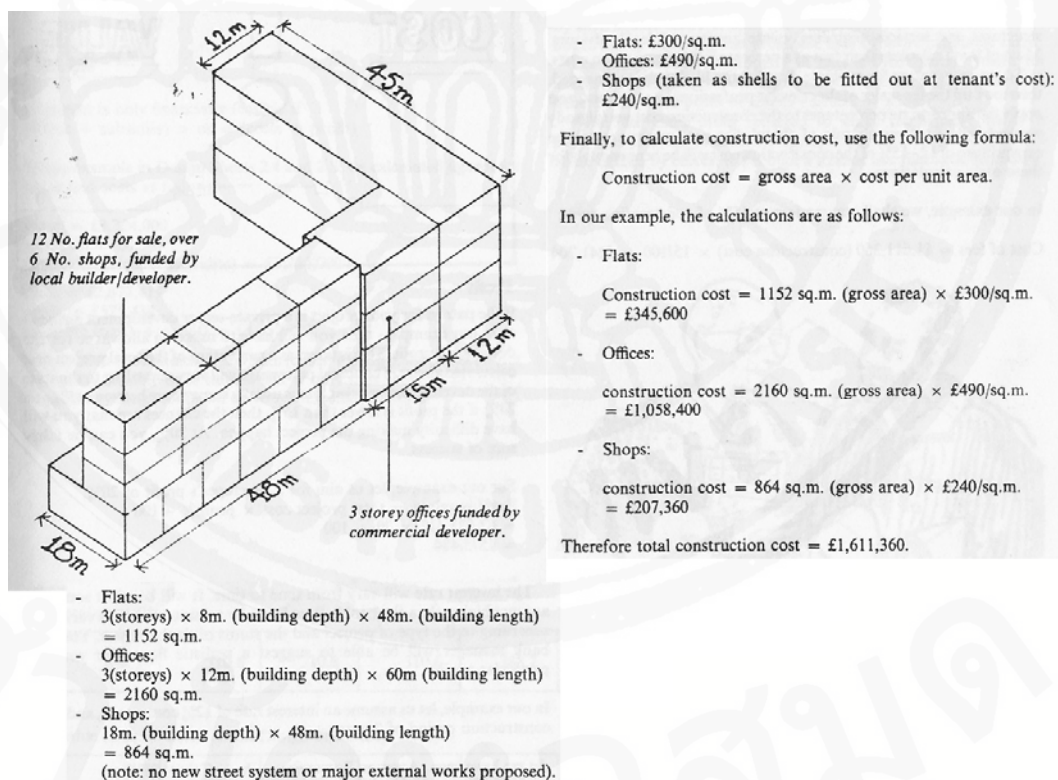 12m
45m
12 No. flats for sale, over
6 No. shops, funded by
local builder/developer.
12m
15m
48m
18m
3 storey offices funded by
commercial developer.
- Flats:
3(storeys) × 8m. (building depth) × 48m. (building length)
= 1152 sq.m.
- Offices:
3(storeys) × 12m. (building depth) × 60m (building length)
= 2160 sq.m.
- Shops:
18m. (building depth) × 48m. (building length)
= 864 sq.m.
(note: no new street system or major external works proposed).
- Flats: £300/sq.m.
- Offices: £490/sq.m.
- Shops (taken as shells to be fitted out at tenant's cost):
£240/sq.m.
Finally, to calculate construction cost, use the following formula:
Construction cost = gross area × cost per unit area.
In our example, the calculations are as follows:
- Flats:
Construction cost = 1152 sq.m. (gross area) × £300/sq.m.
= £345,600
- Offices:
construction cost = 2160 sq.m. (gross area) × £490/sq.m.
= £1,058,400
- Shops:
construction cost = 864 sq.m. (gross area) × £240/sq.m.
= £207,360
Therefore total construction cost = £1,611,360.